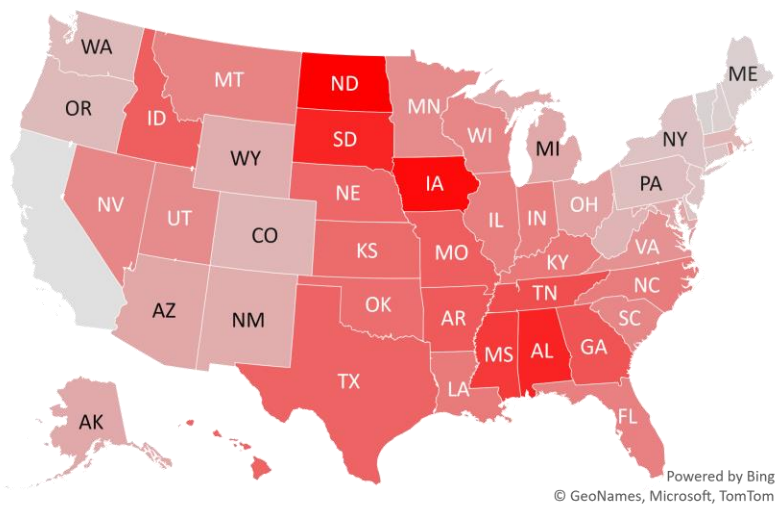 WA
ME
MT
ND
MN
OR
ID
WI
NY
SD
MI
WY
PA
IA
NE
NV
OH
UT
IL
IN
CO
VA
KS
MO
KY
NC
TN
OK
AZ
NM
AR
SC
MS
AL
GA
TX
LA
FL
AK
Powered by Bing
© GeoNames, Microsoft, TomTom